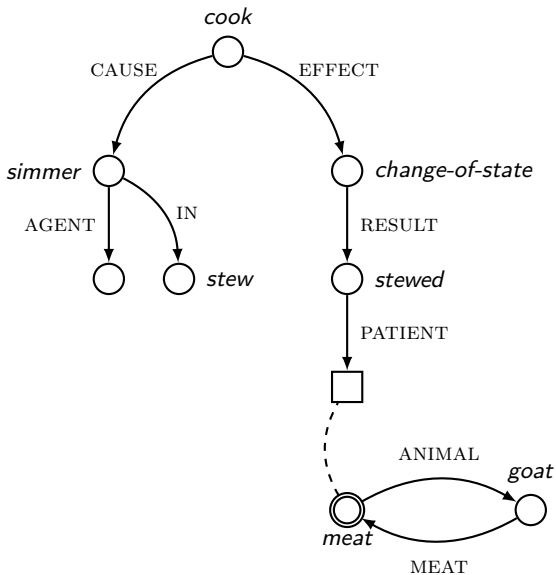 cook
CAUSE EFFECT
simmer change-of-state
AGENT IN RESULT
stew stewed
PATIENT
ANIMAL
goat
meat
MEAT